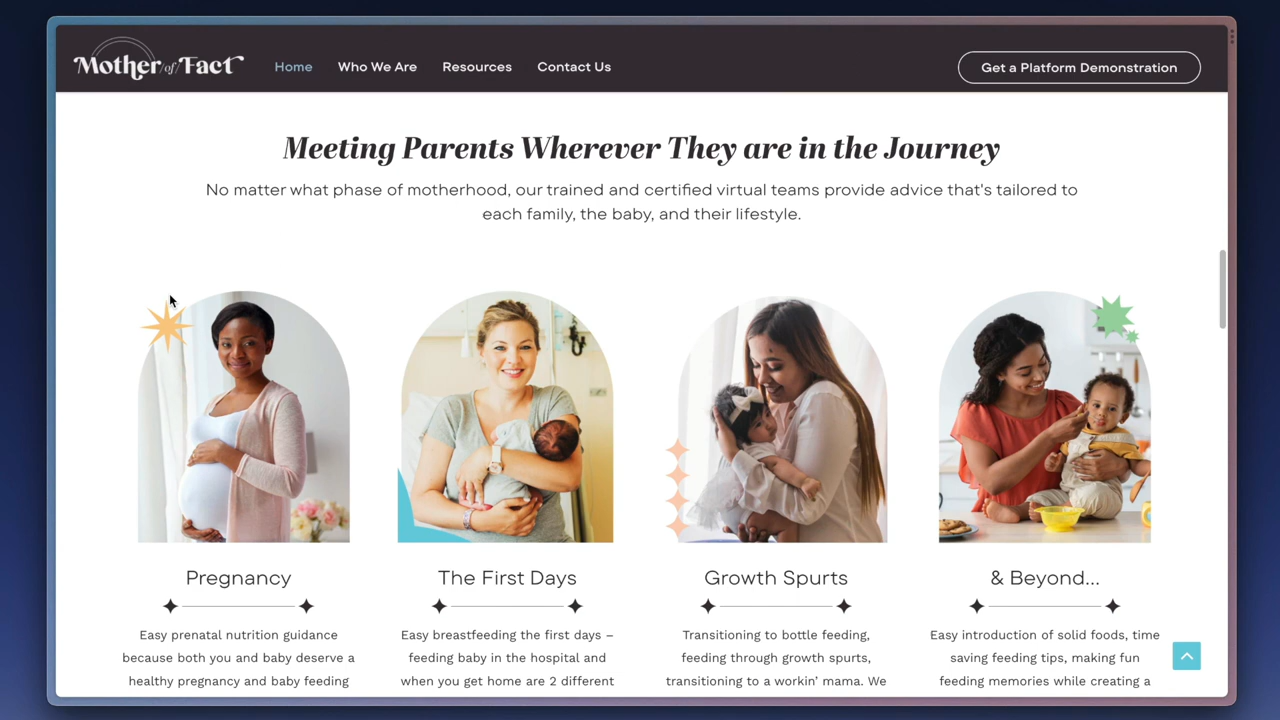 Mother /of/ Fact
Home
Who We Are
Resources
Contact Us
Get a Platform Demonstration
Meeting Parents Wherever They are in the Journey
No matter what phase of motherhood, our trained and certified virtual teams provide advice that's tailored to
each family, the baby, and their lifestyle.
Pregnancy
Easy prenatal nutrition guidance
because both you and baby deserve a
healthy pregnancy and baby feeding
The First Days
Easy breastfeeding the first days –
feeding baby in the hospital and
when you get home are 2 different
Growth Spurts
Transitioning to bottle feeding,
feeding through growth spurts,
transitioning to a workin’ mama. We
& Beyond...
Easy introduction of solid foods, time
saving feeding tips, making fun
feeding memories while creating a